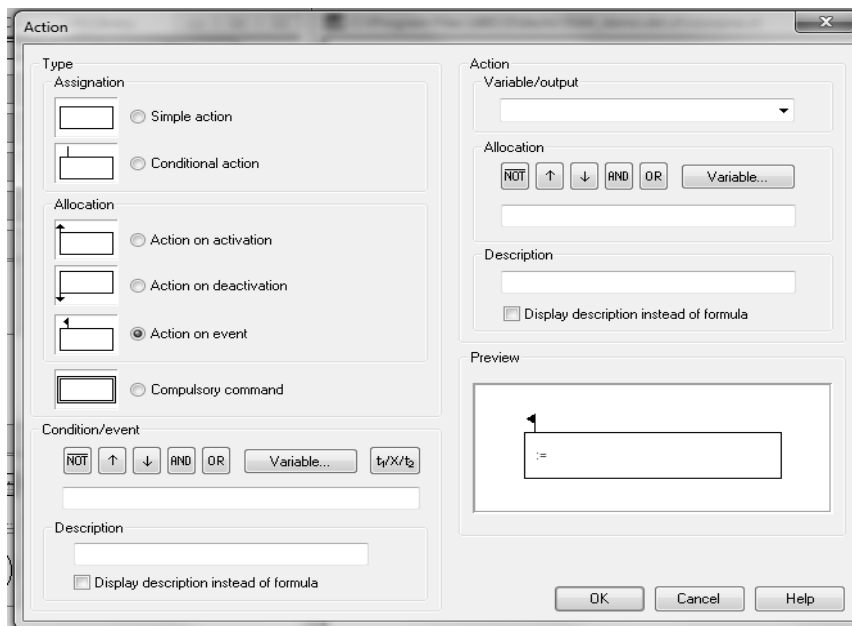 Action
Type
Assignation
Simple action
Conditional action
Allocation
Action on activation
Action on deactivation
Action on event
Compulsory command
Condition/event
NOT ↑ ↓ AND OR Variable... t₁/X/t₂
Description
Display description instead of formula
Action
Variable/output
Allocation
NOT ↑ ↓ AND OR Variable...
Description
Display description instead of formula
Preview
:=
OK Cancel Help